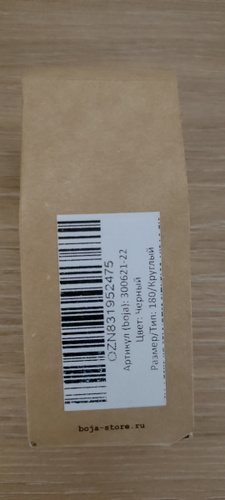 OZN831952475
Артикул (boja): 300621-22
Цвет: Черный
Размер/Тип: 180/Круглый
boja-store.ru